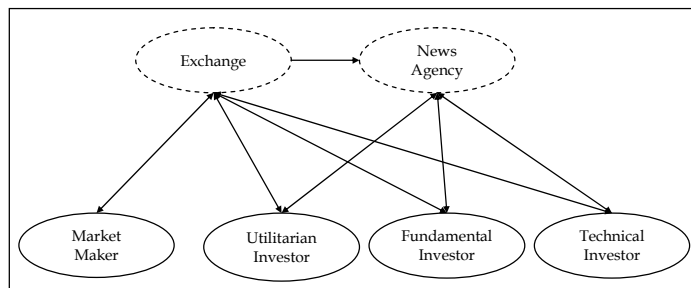 Exchange
News
Agency
Market
Maker
Utilitarian
Investor
Fundamental
Investor
Technical
Investor